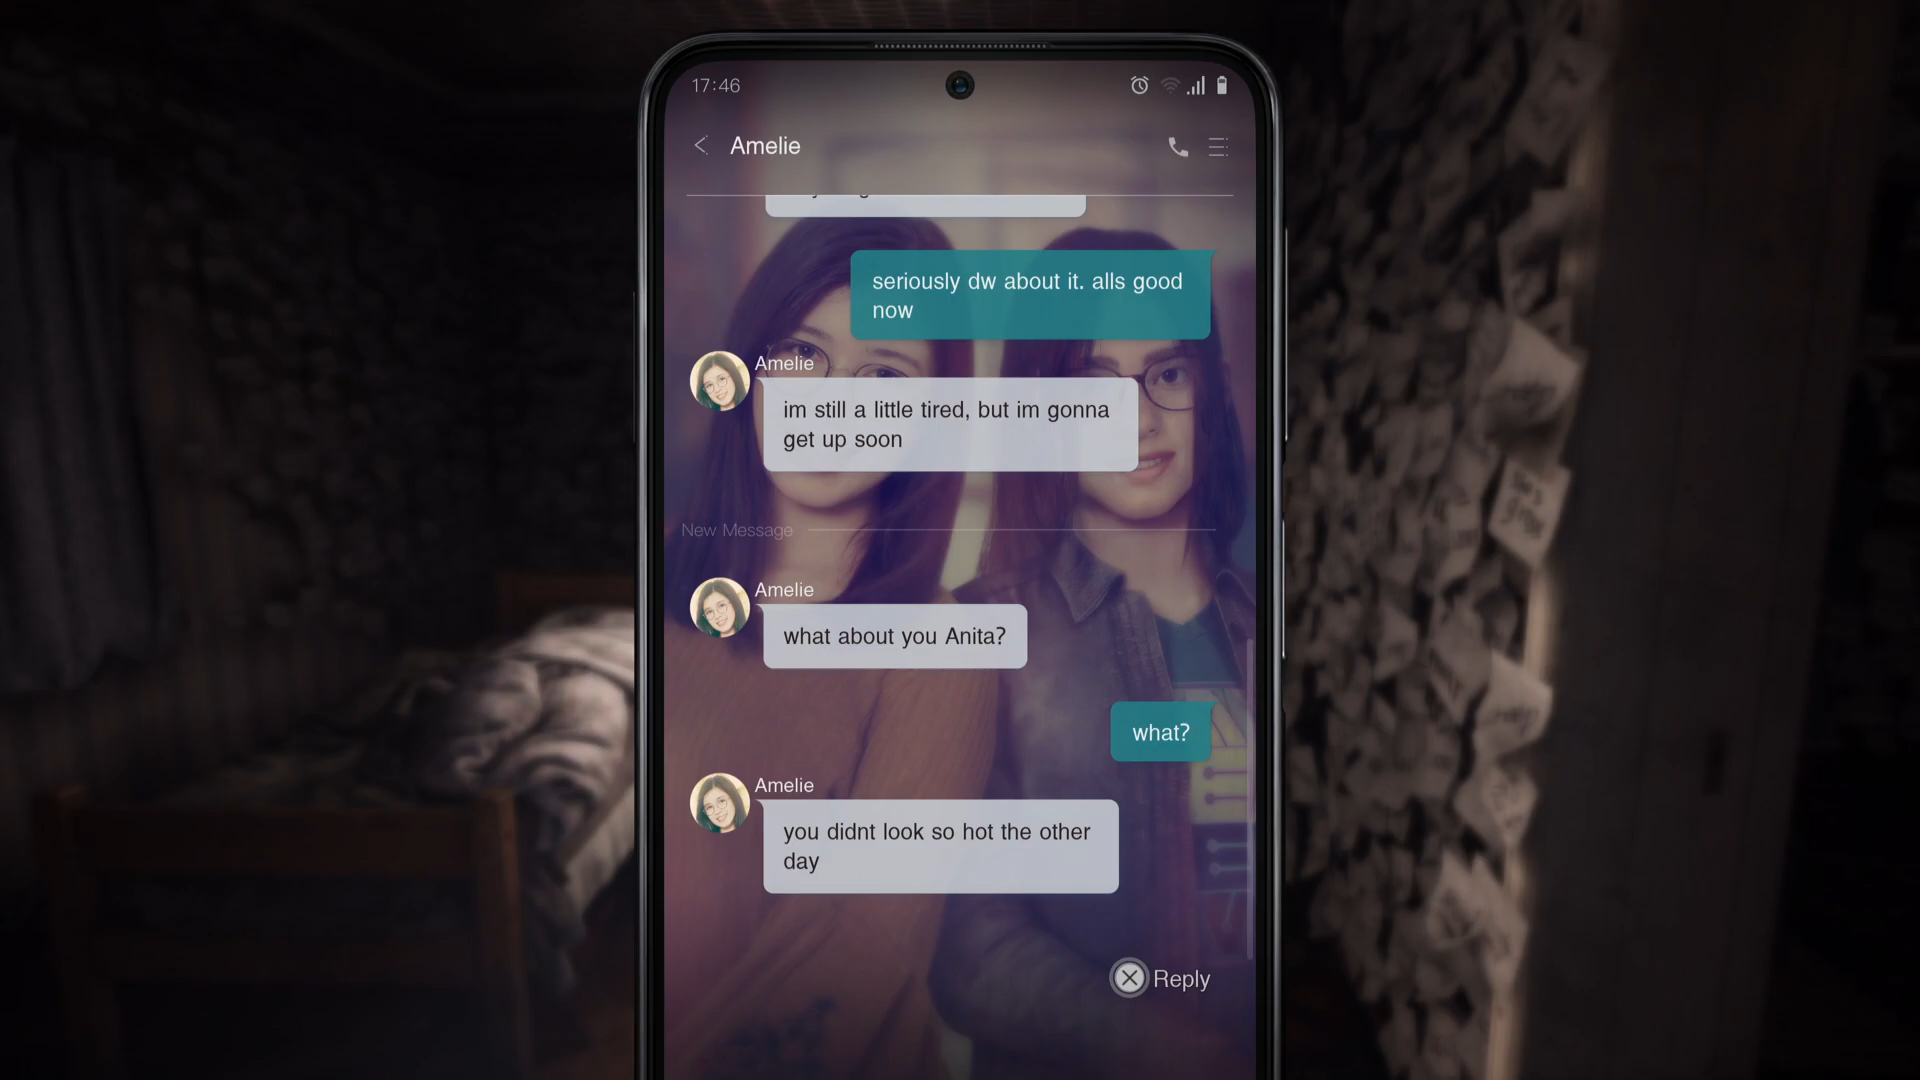 17:46
Amelie
seriously dw about it. alls good
now
Amelie
im still a little tired, but im gonna
get up soon
New Message
Amelie
what about you Anita?
what?
Amelie
you didnt look so hot the other
day
Reply